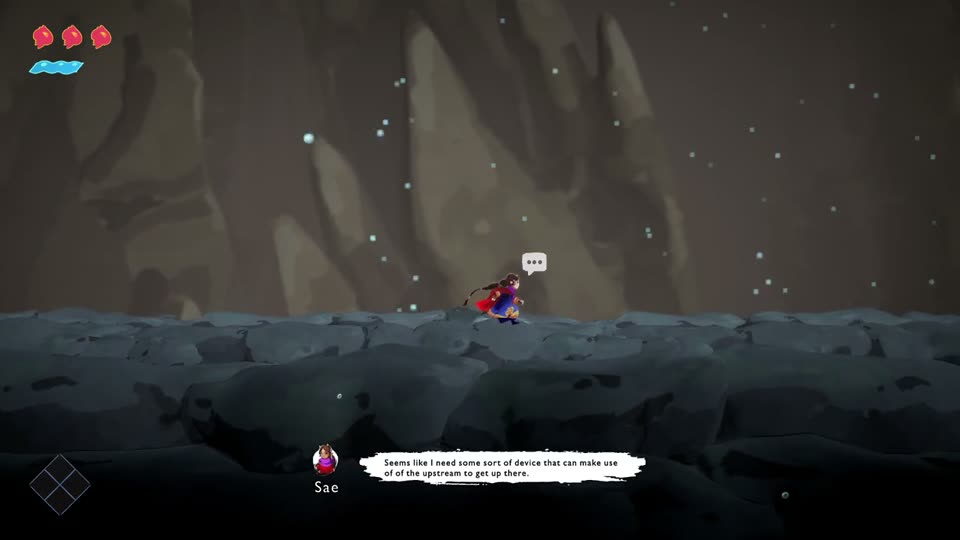 Seems like I need some sort of device that can make use
of of the upstream to get up there.
Sae